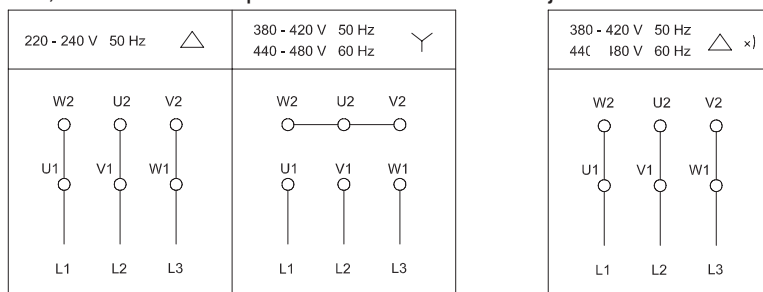 220 - 240 V 50 Hz
380 - 420 V 50 Hz
440 - 480 V 60 Hz
W2 U2 V2
U1 V1 W1
L1 L2 L3
W2 U2 V2
U1 V1 W1
L1 L2 L3
380 - 420 V 50 Hz
44( 480 V 60 Hz x)
W2 U2 V2
U1 V1 W1
L1 L2 L3